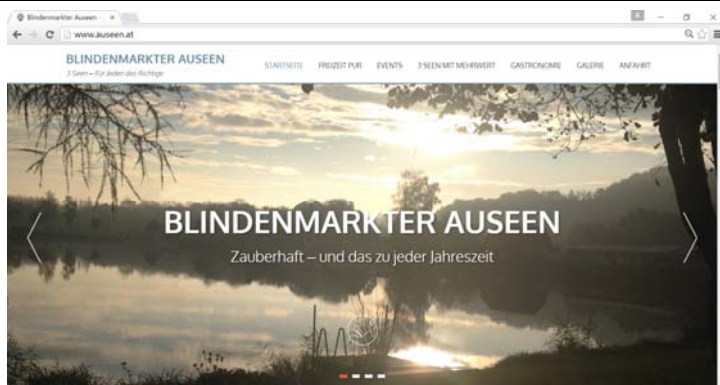 Blindenmarkter Auseen
www.auseen.at
BLINDENMARKTER AUSEEN
3 Seen – Für Jeden das Richtige
STARTSEITE FREIZEIT PUR EVENTS 3 SEEN MIT MEHRWERT GASTRONOMIE GALERIE ANFAHRT
BLINDENMARKTER AUSEEN
Zauberhaft – und das zu jeder Jahreszeit